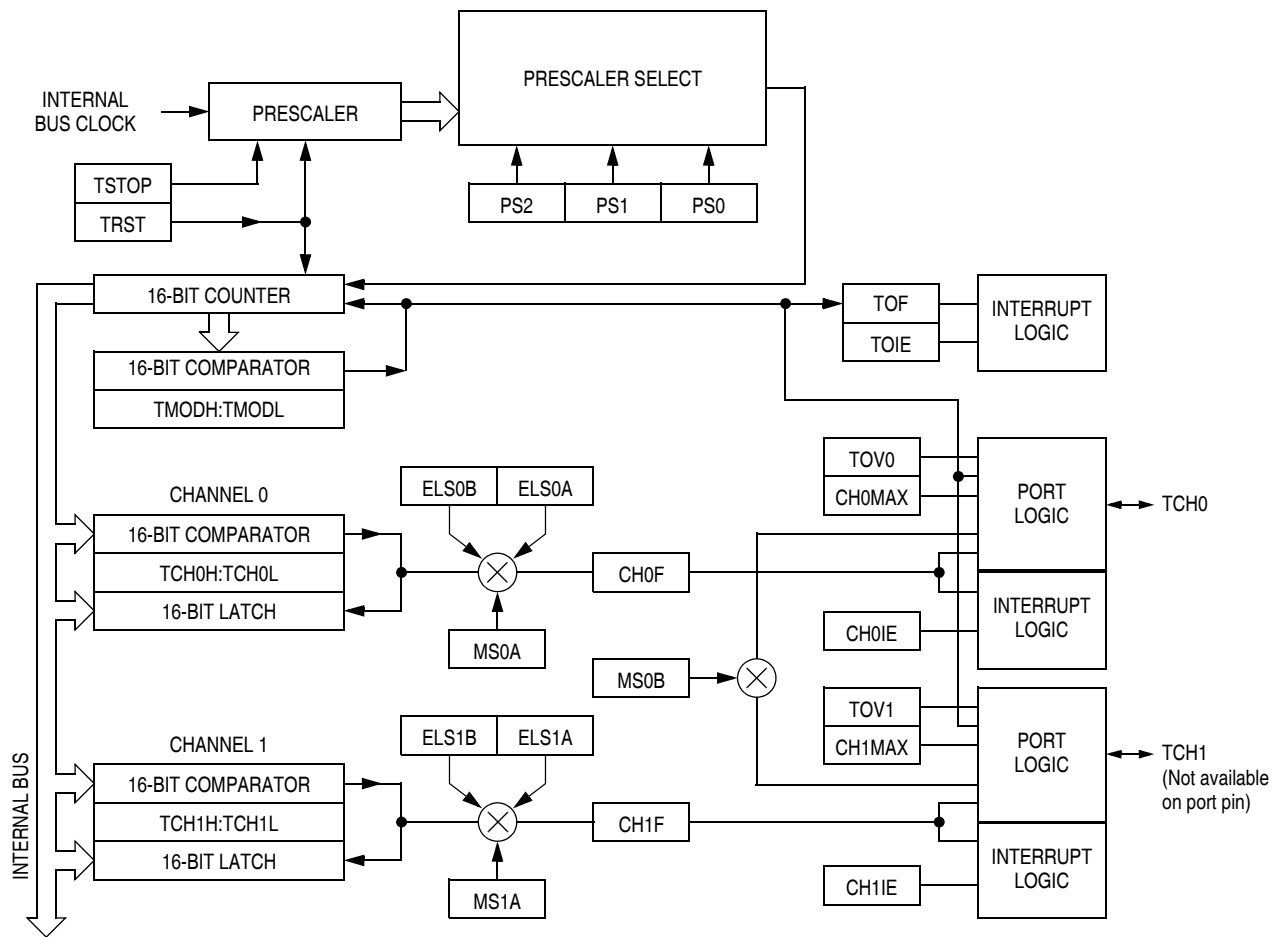 PRESCALER SELECT
INTERNAL
BUS CLOCK
PRESCALER
TSTOP
TRST
PS2
PS1
PS0
16-BIT COUNTER
16-BIT COMPARATOR
TMODH:TMODL
TOF
TOIE
INTERRUPT
LOGIC
CHANNEL 0
16-BIT COMPARATOR
TCH0H:TCH0L
16-BIT LATCH
ELS0B
ELS0A
MS0A
CH0F
TOV0
CH0MAX
PORT
LOGIC
TCH0
CH0IE
INTERRUPT
LOGIC
MS0B
CHANNEL 1
16-BIT COMPARATOR
TCH1H:TCH1L
16-BIT LATCH
ELS1B
ELS1A
MS1A
CH1F
TOV1
CH1MAX
PORT
LOGIC
TCH1
(Not available
on port pin)
CH1IE
INTERRUPT
LOGIC
INTERNAL BUS